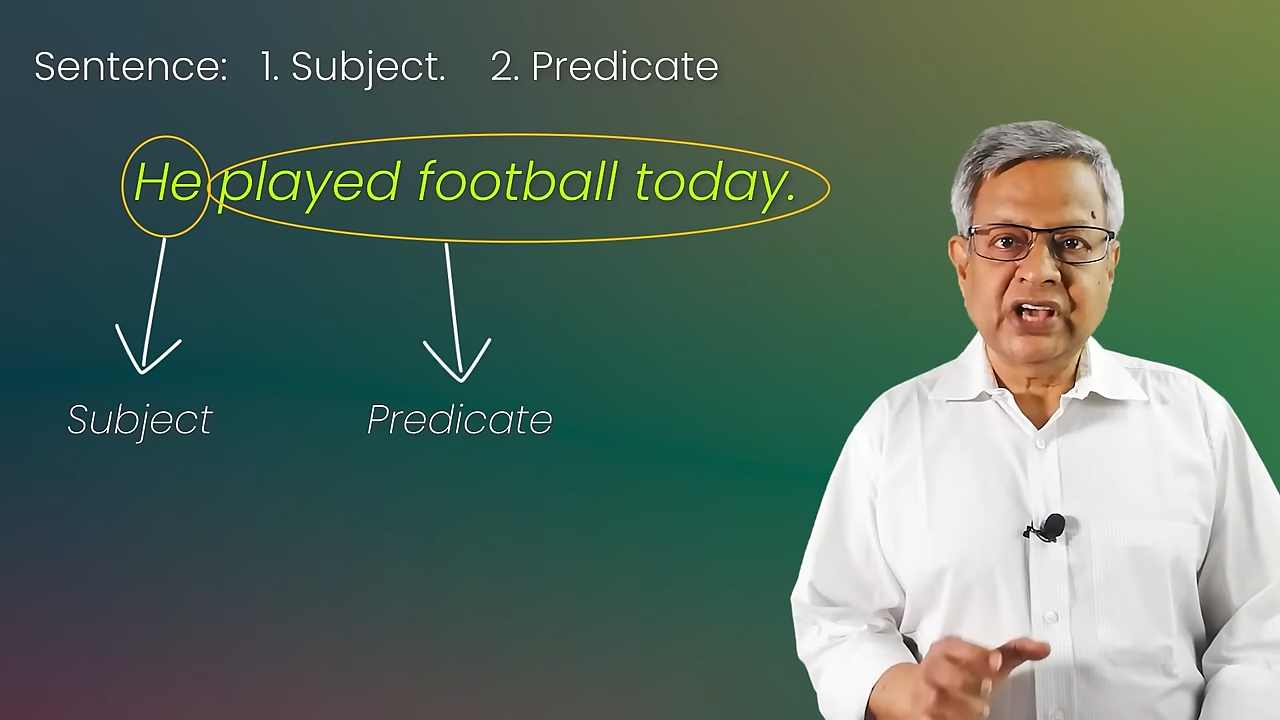 Sentence: 1. Subject. 2. Predicate
He played football today.
Subject Predicate